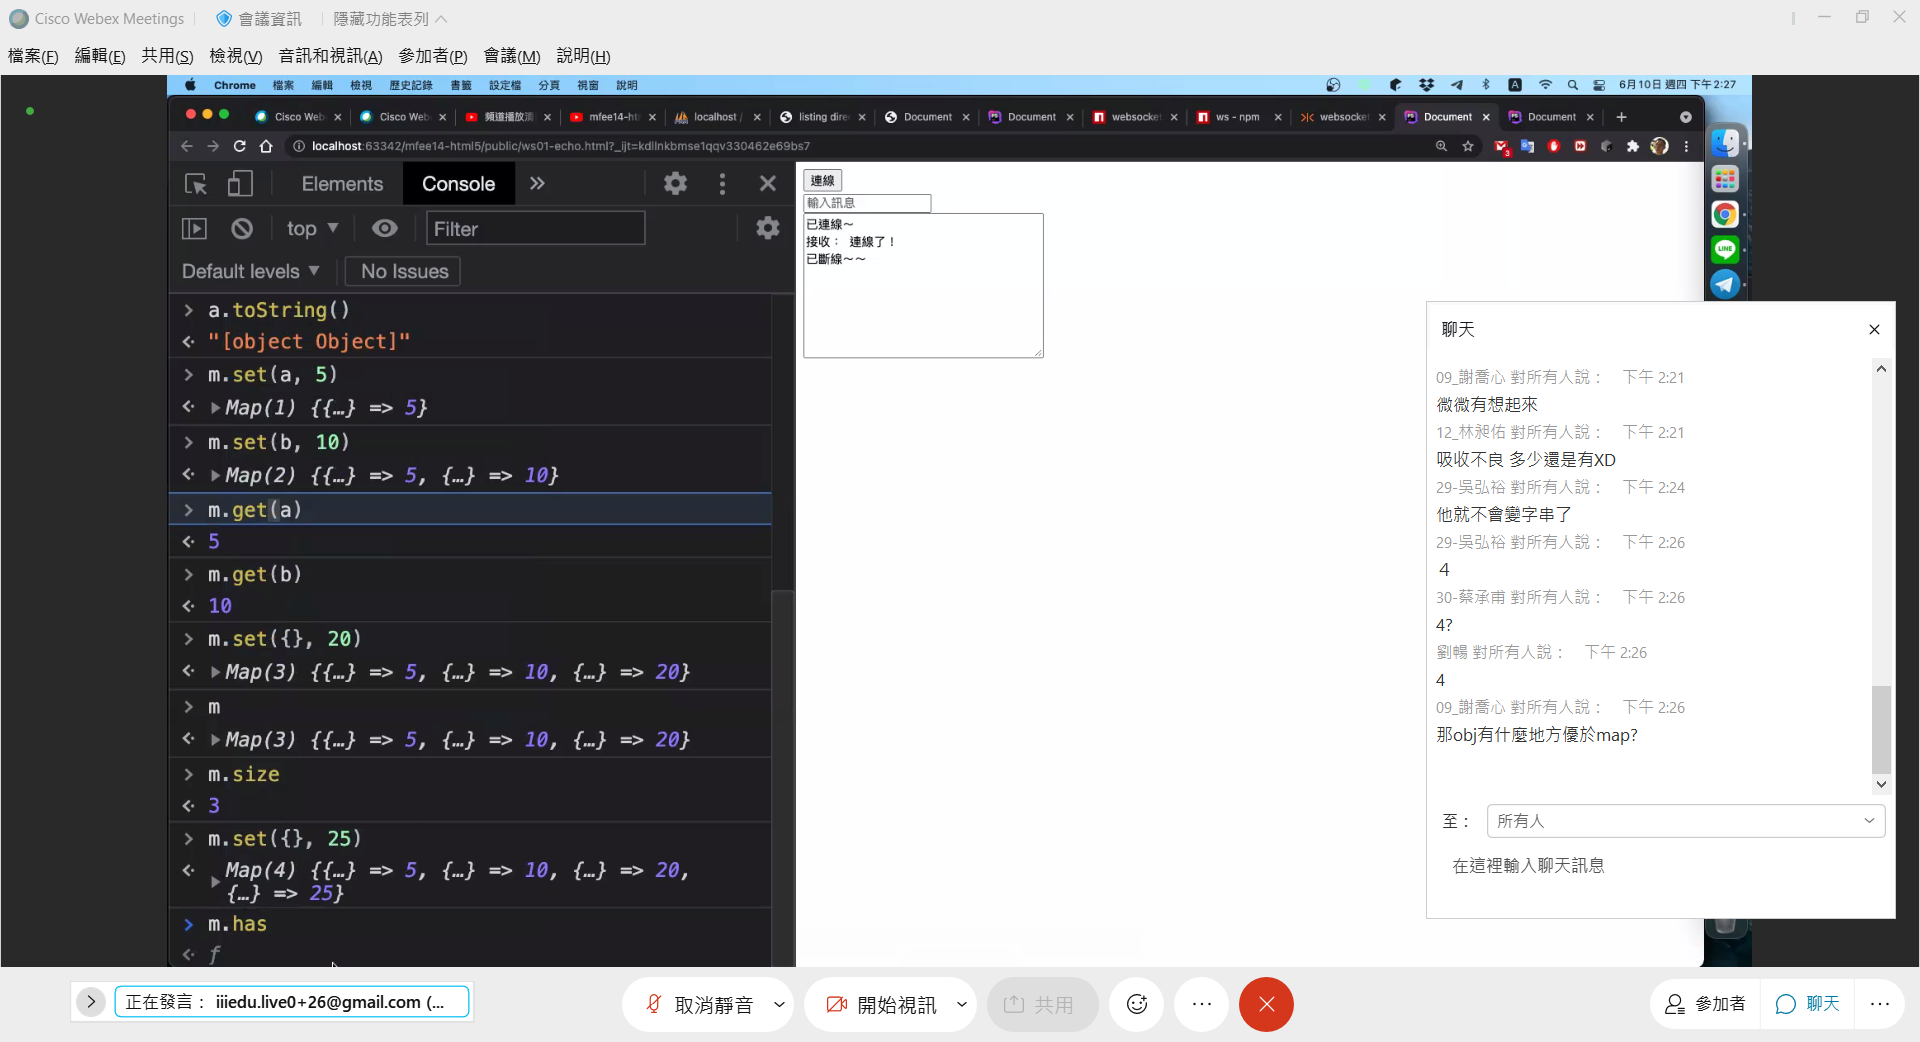 Cisco Webex Meetings
會議資訊
隱藏功能表列
檔案(F) 編輯(E) 共用(S) 檢視(V) 音訊和視訊(A) 參加者(P) 會議(M) 說明(H)
Chrome 檔案 編輯 檢視 歷史記錄 書籤 設定檔 分頁 視窗 說明
6月10日 週四 下午2:27
Cisco Web Cisco Web 頻道播放清 mfee14-ht localhost / listing dire Document Document websocke ws - npm websocke Document Document
localhost:63342/mfee14-html5/public/ws01-echo.html?_ijt=kdllnkbmse1qqv330462e69bs7
Elements Console
top Filter
Default levels No Issues
a.toString()
"[object Object]"
m.set(a, 5)
Map(1) {{…} => 5}
m.set(b, 10)
Map(2) {{…} => 5, {…} => 10}
m.get(a)
5
m.get(b)
10
m.set({}, 20)
Map(3) {{…} => 5, {…} => 10, {…} => 20}
m
Map(3) {{…} => 5, {…} => 10, {…} => 20}
m.size
3
m.set({}, 25)
Map(4) {{…} => 5, {…} => 10, {…} => 20,
{…} => 25}
m.has
f
連線
輸入訊息
已連線～
接收： 連線了！
已斷線～～
LINE
聊天
09_謝喬心 對所有人說： 下午 2:21
微微有想起來
12_林昶佑 對所有人說： 下午 2:21
吸收不良 多少還是有XD
29-吳弘裕 對所有人說： 下午 2:24
他就不會變字串了
29-吳弘裕 對所有人說： 下午 2:26
4
30-蔡承甫 對所有人說： 下午 2:26
4?
劉暢 對所有人說： 下午 2:26
4
09_謝喬心 對所有人說： 下午 2:26
那obj有什麼地方優於map?
至： 所有人
在這裡輸入聊天訊息
正在發言： iiiedu.live0+26@gmail.com (...
取消靜音
開始視訊
共用
參加者
聊天